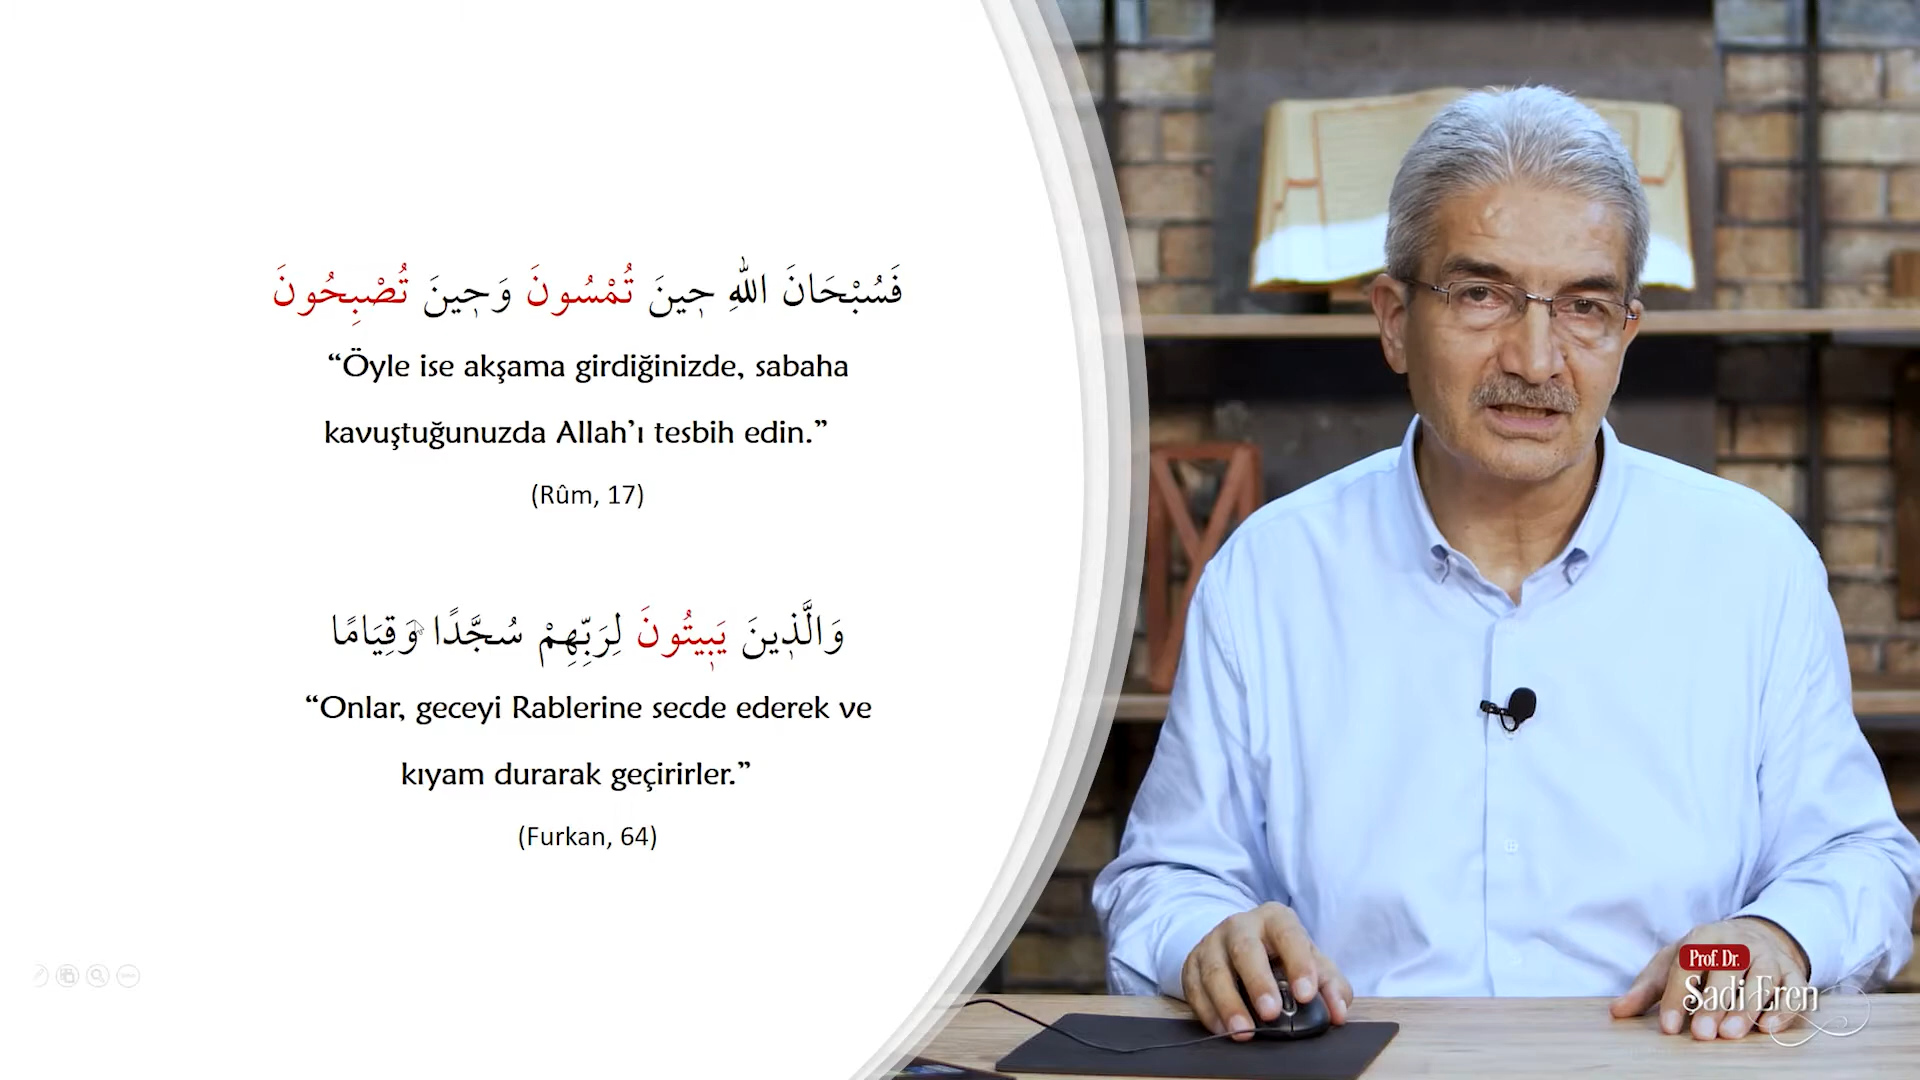 فَسُبْحَانَ اللّٰهِ ح۪ينَ تُمْسُونَ وَح۪ينَ تُصْبِحُونَ
“Öyle ise akşama girdiğinizde, sabaha
kavuştuğunuzda Allah’ı tesbih edin.”
(Rûm, 17)
وَالَّذ۪ينَ يَب۪يتُونَ لِرَبِّهِمْ سُجَّدًا وَقِيَامًا
“Onlar, geceyi Rablerine secde ederek ve
kıyam durarak geçirirler.”
(Furkan, 64)
Prof. Dr.
Şadi Eren